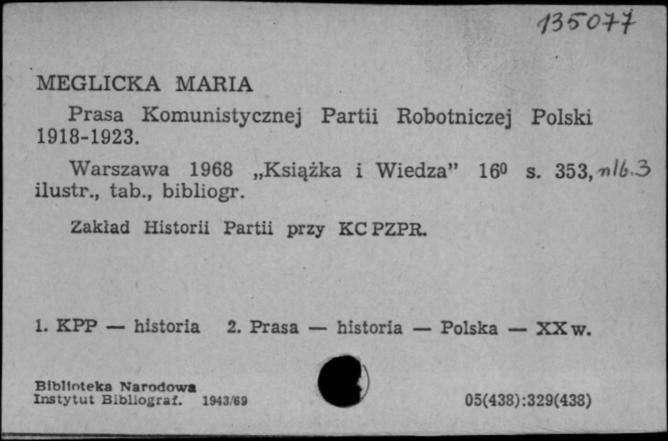 135077
MEGLICKA MARIA
Prasa Komunistycznej Partii Robotniczej Polski
1918-1923.
Warszawa 1968 „Książka i Wiedza” 16⁰ s. 353, nlb. 3
ilustr., tab., bibliogr.
Zakład Historii Partii przy KC PZPR.
1. KPP — historia 2. Prasa — historia — Polska — XX w.
Biblioteka Narodowa
Instytut Bibliograf. 1943/69
05(438):329(438)